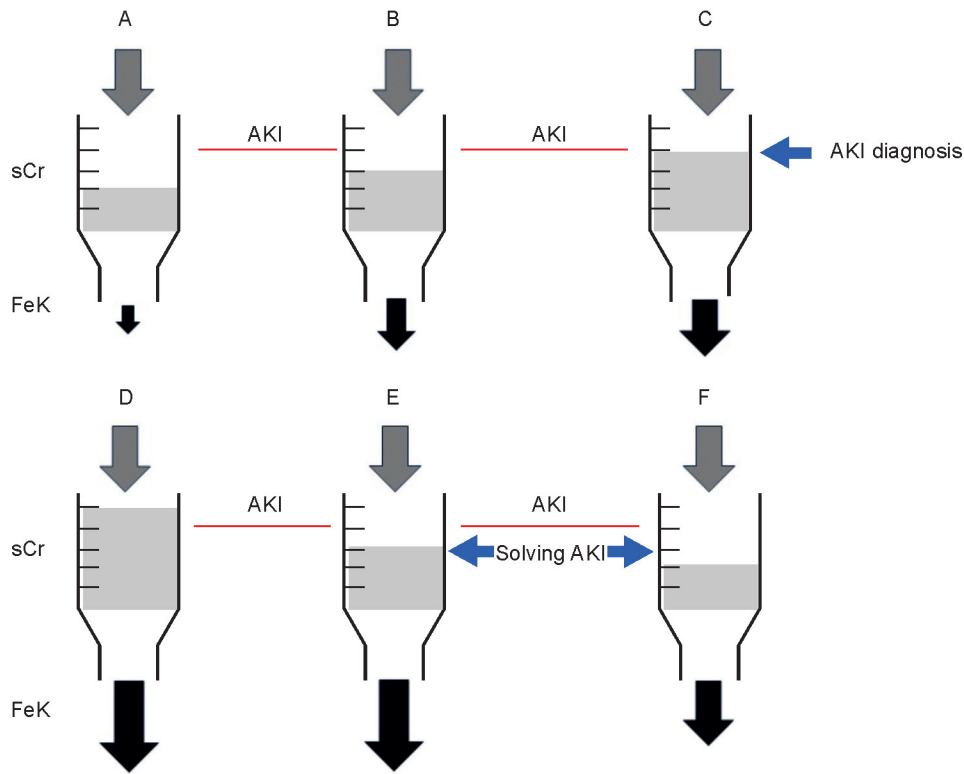 A B C
AKI AKI
AKI diagnosis
sCr
FeK
D E F
AKI AKI
sCr
Solving AKI
FeK